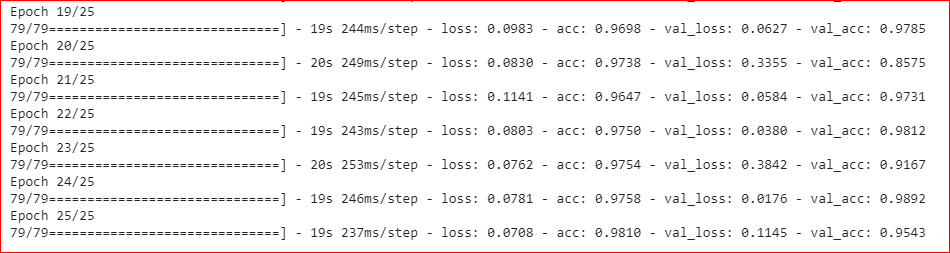 Epoch 19/25
79/79==============================] - 19s 244ms/step - loss: 0.0983 - acc: 0.9698 - val_loss: 0.0627 - val_acc: 0.9785
Epoch 20/25
79/79==============================] - 20s 249ms/step - loss: 0.0830 - acc: 0.9738 - val_loss: 0.3355 - val_acc: 0.8575
Epoch 21/25
79/79==============================] - 19s 245ms/step - loss: 0.1141 - acc: 0.9647 - val_loss: 0.0584 - val_acc: 0.9731
Epoch 22/25
79/79==============================] - 19s 243ms/step - loss: 0.0803 - acc: 0.9750 - val_loss: 0.0380 - val_acc: 0.9812
Epoch 23/25
79/79==============================] - 20s 253ms/step - loss: 0.0762 - acc: 0.9754 - val_loss: 0.3842 - val_acc: 0.9167
Epoch 24/25
79/79==============================] - 19s 246ms/step - loss: 0.0781 - acc: 0.9758 - val_loss: 0.0176 - val_acc: 0.9892
Epoch 25/25
79/79==============================] - 19s 237ms/step - loss: 0.0708 - acc: 0.9810 - val_loss: 0.1145 - val_acc: 0.9543